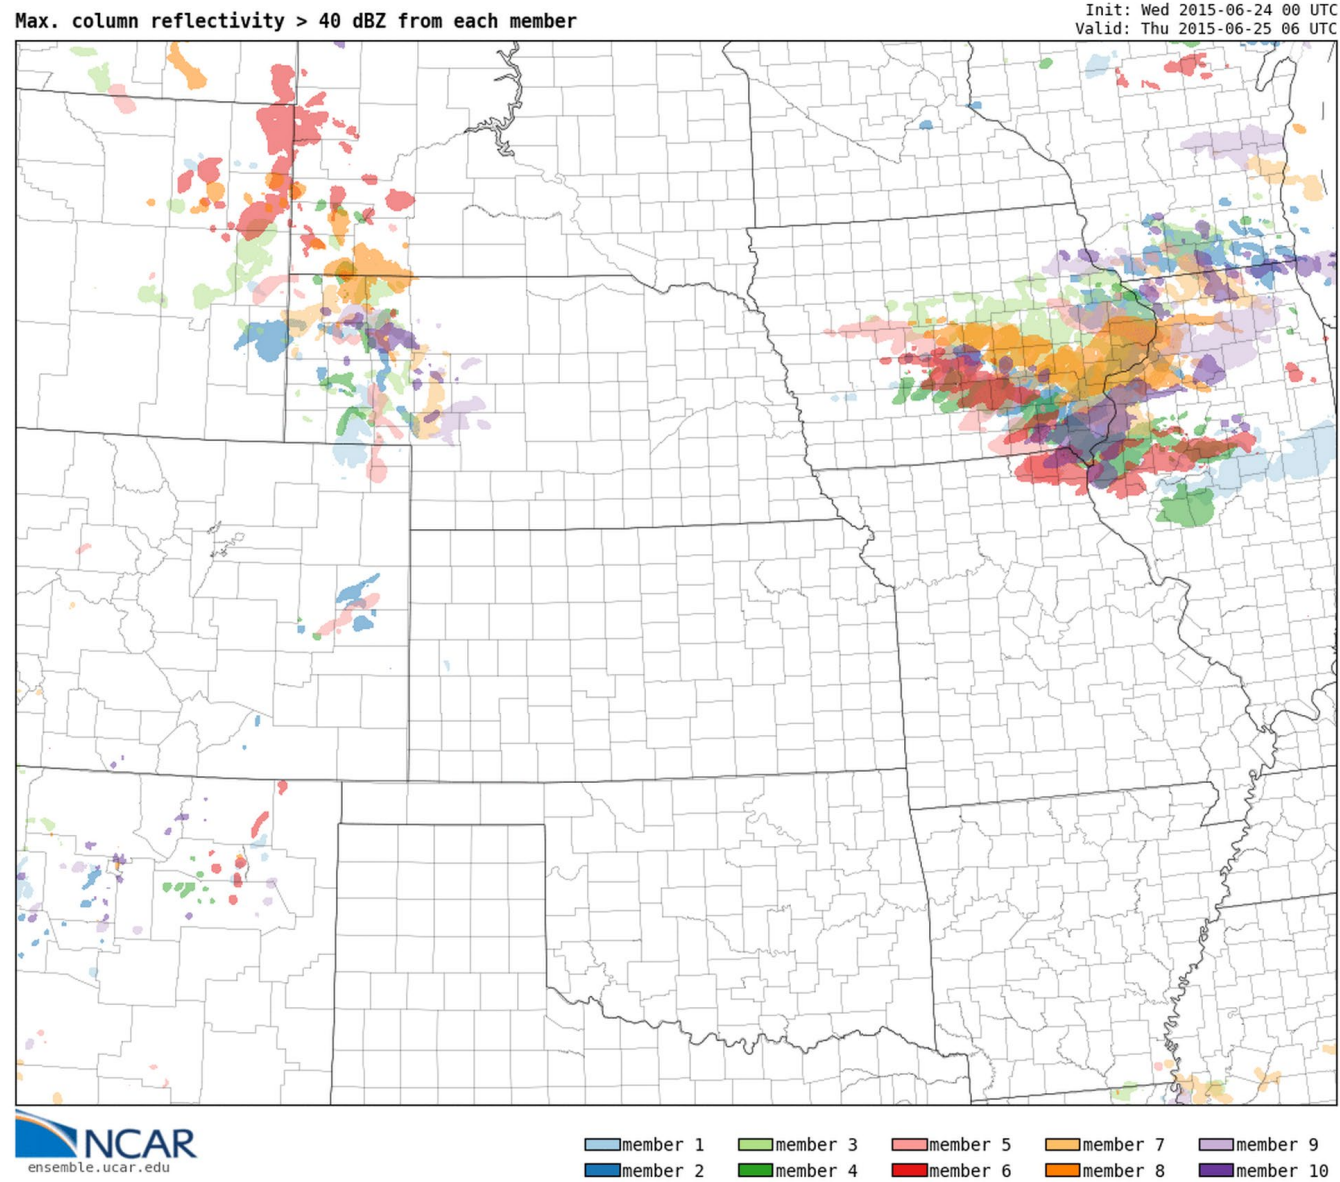 Max. column reflectivity > 40 dBZ from each member
Init: Wed 2015-06-24 00 UTC
Valid: Thu 2015-06-25 06 UTC
NCAR
ensemble.ucar.edu
member 1 member 3 member 5 member 7 member 9
member 2 member 4 member 6 member 8 member 10